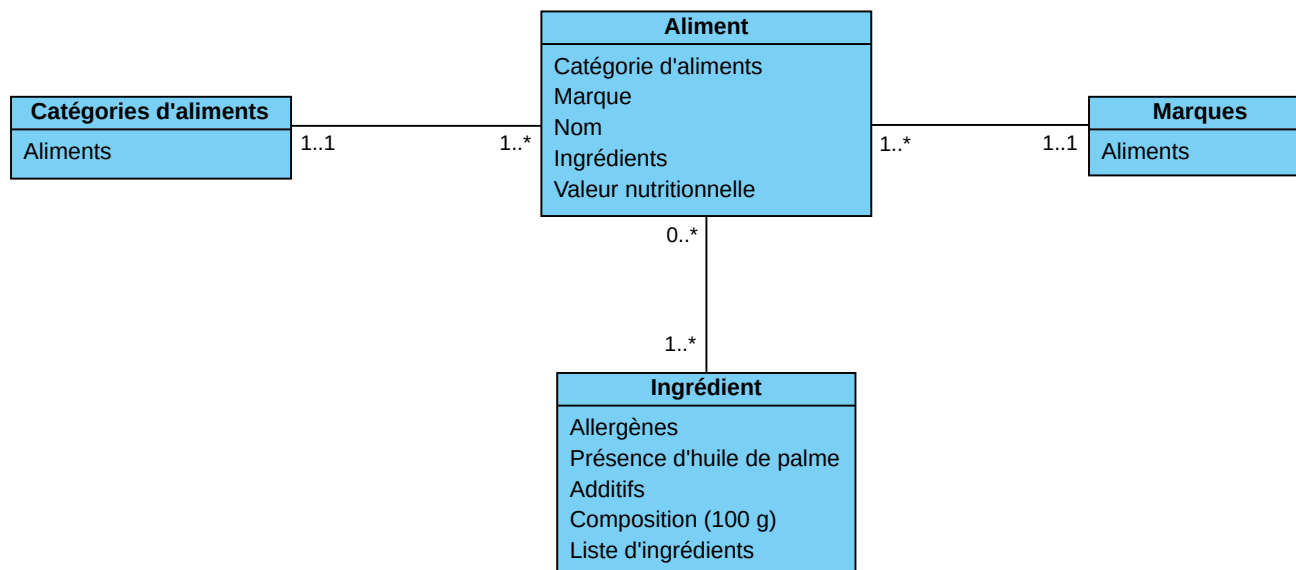 Aliment
Catégorie d'aliments
Marque
Nom
Ingrédients
Valeur nutritionnelle
Catégories d'aliments
Aliments
1..1
1..*
Marques
Aliments
1..*
1..1
0..*
1..*
Ingrédient
Allergènes
Présence d'huile de palme
Additifs
Composition (100 g)
Liste d'ingrédients